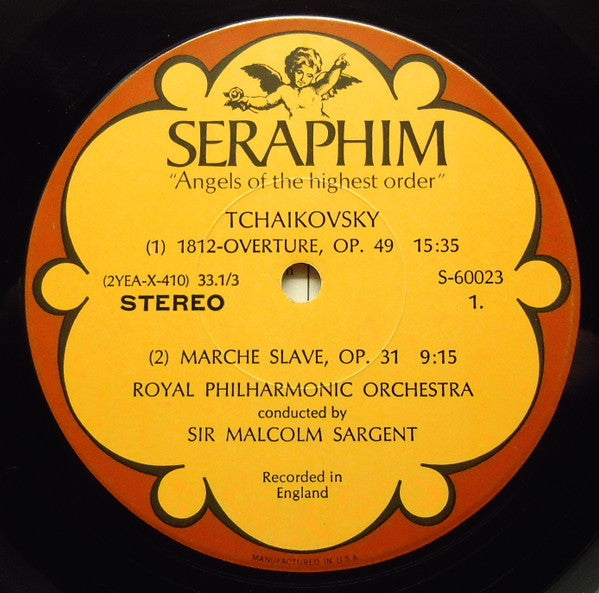 SERAPHIM
"Angels of the highest order"
TCHAIKOVSKY
(1) 1812-OVERTURE, OP. 49 15:35
(2YEA-X-410) 33.1/3 S-60023
STEREO 1.
(2) MARCHE SLAVE, OP. 31 9:15
ROYAL PHILHARMONIC ORCHESTRA
conducted by
SIR MALCOLM SARGENT
Recorded in
England
MANUFACTURED IN U.S.A.